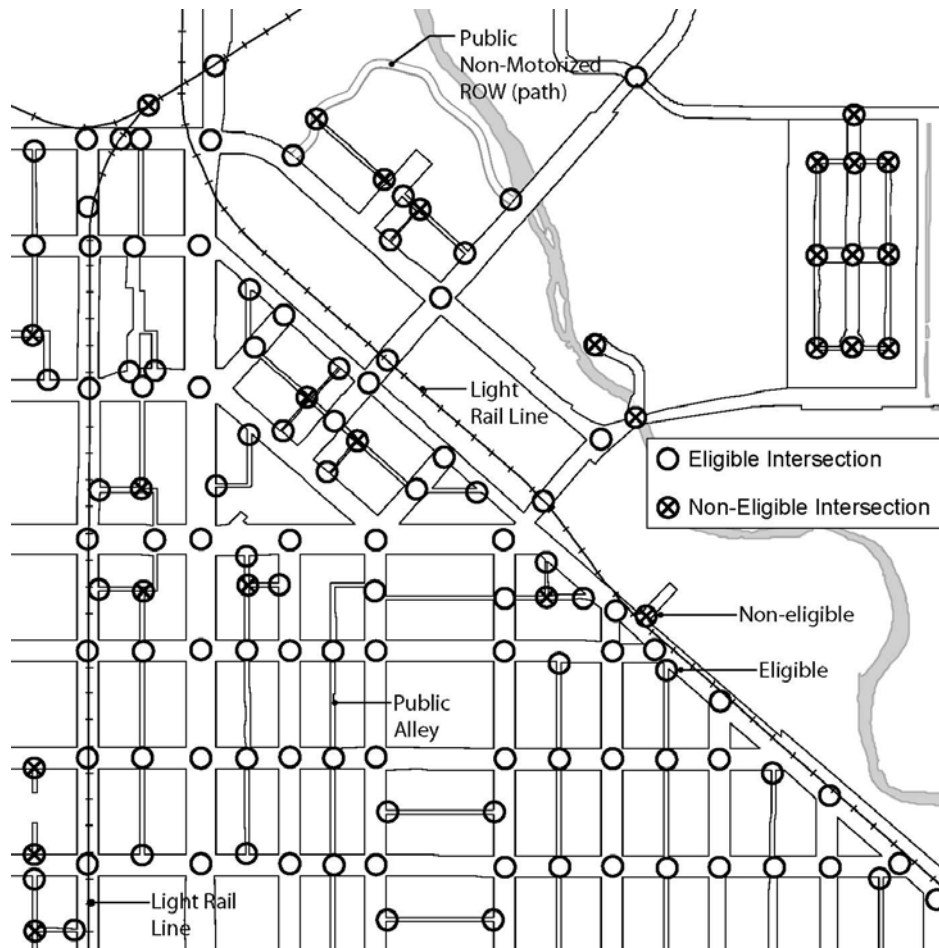 Public
Non-Motorized
ROW (path)
Light
Rail Line
Eligible Intersection
Non-Eligible Intersection
Non-eligible
Eligible
Public
Alley
Light Rail
Line